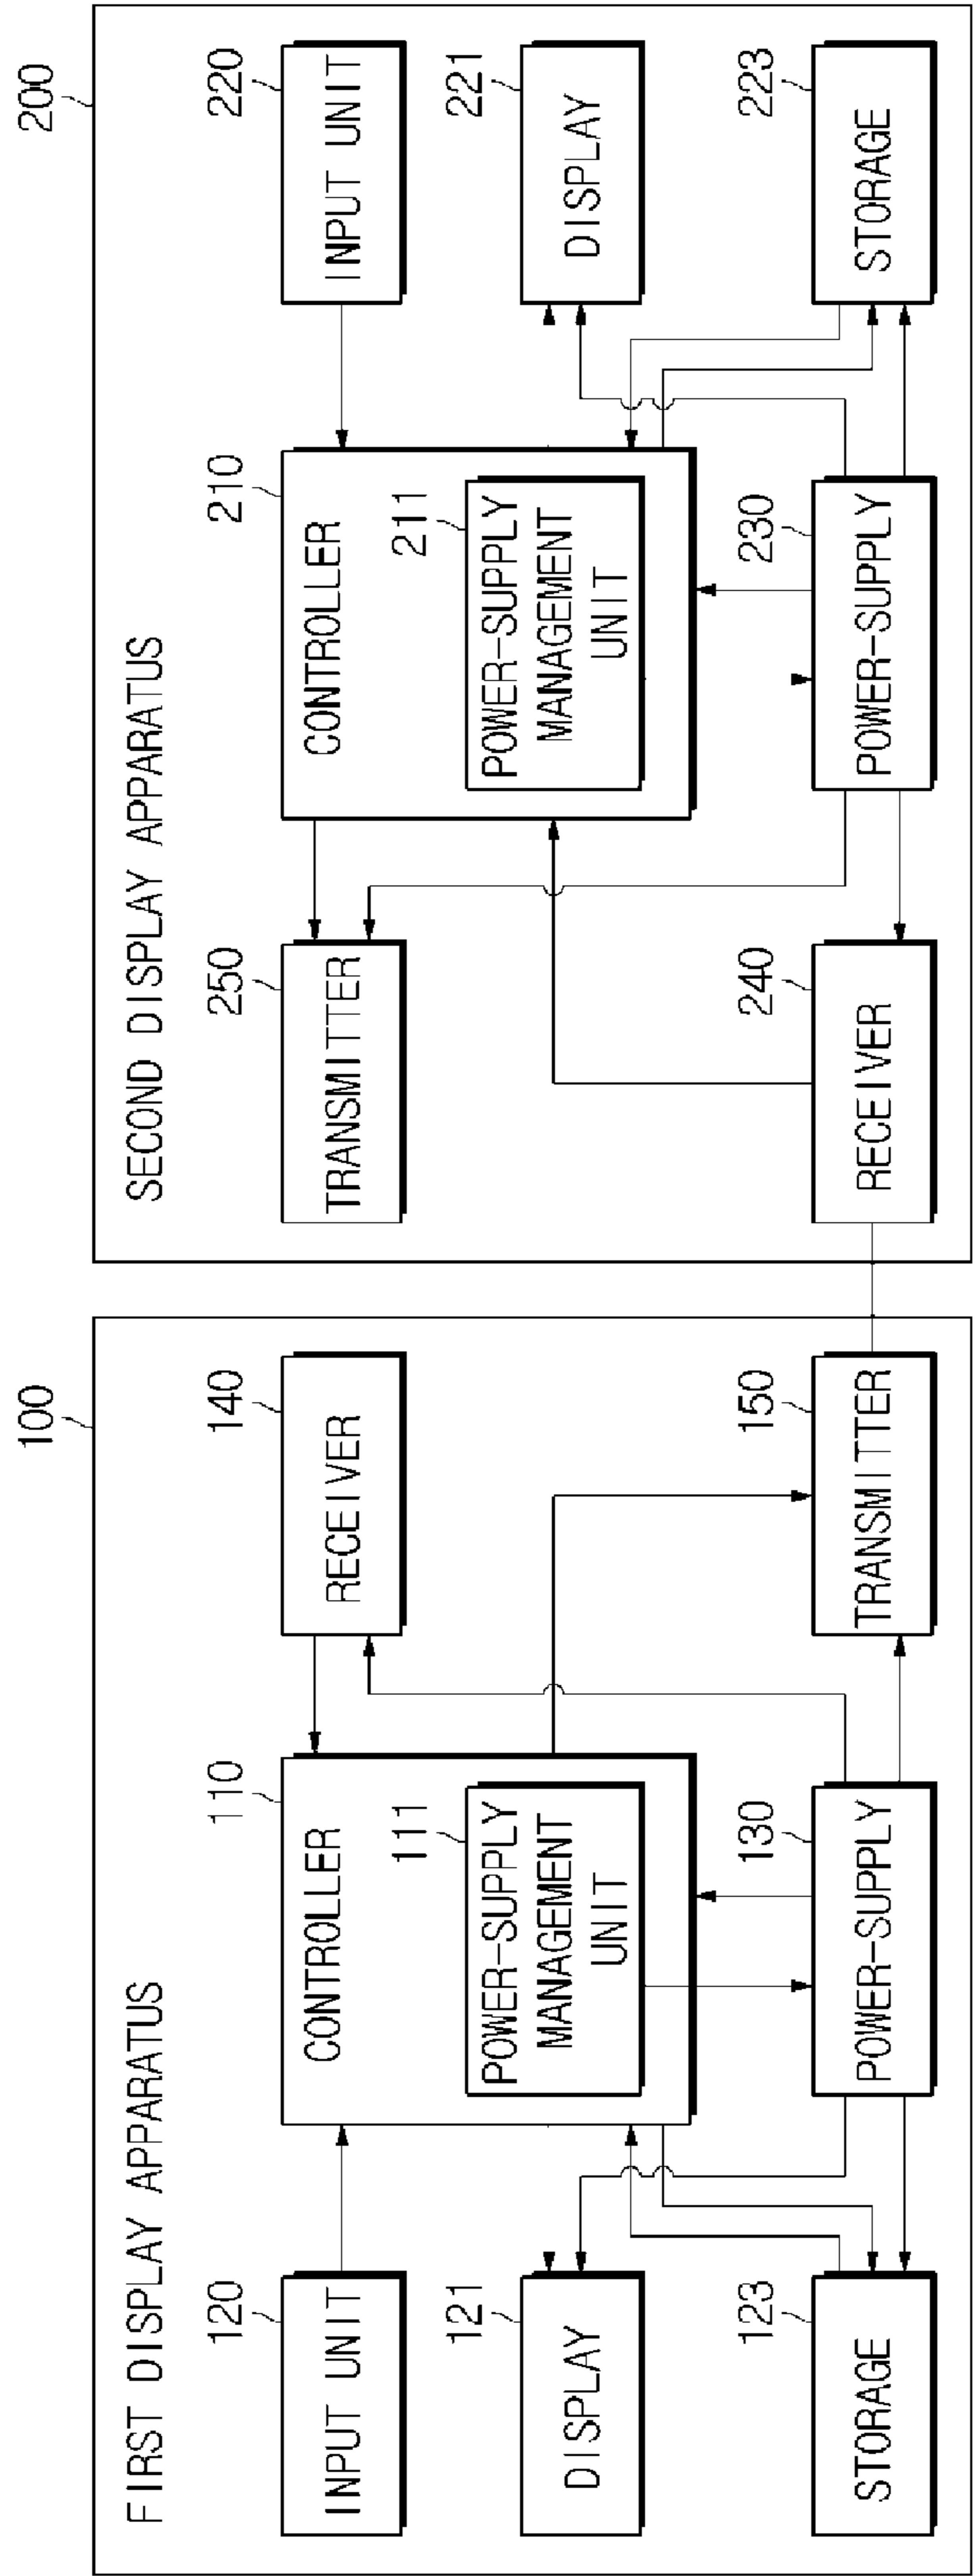 100
FIRST DISPLAY APPARATUS
120
INPUT UNIT
110
CONTROLLER
111
POWER-SUPPLY
MANAGEMENT
UNIT
140
RECEIVER
121
DISPLAY
123
STORAGE
130
POWER-SUPPLY
150
TRANSMITTER
200
SECOND DISPLAY APPARATUS
250
TRANSMITTER
210
CONTROLLER
211
POWER-SUPPLY
MANAGEMENT
UNIT
220
INPUT UNIT
221
DISPLAY
240
RECEIVER
230
POWER-SUPPLY
223
STORAGE